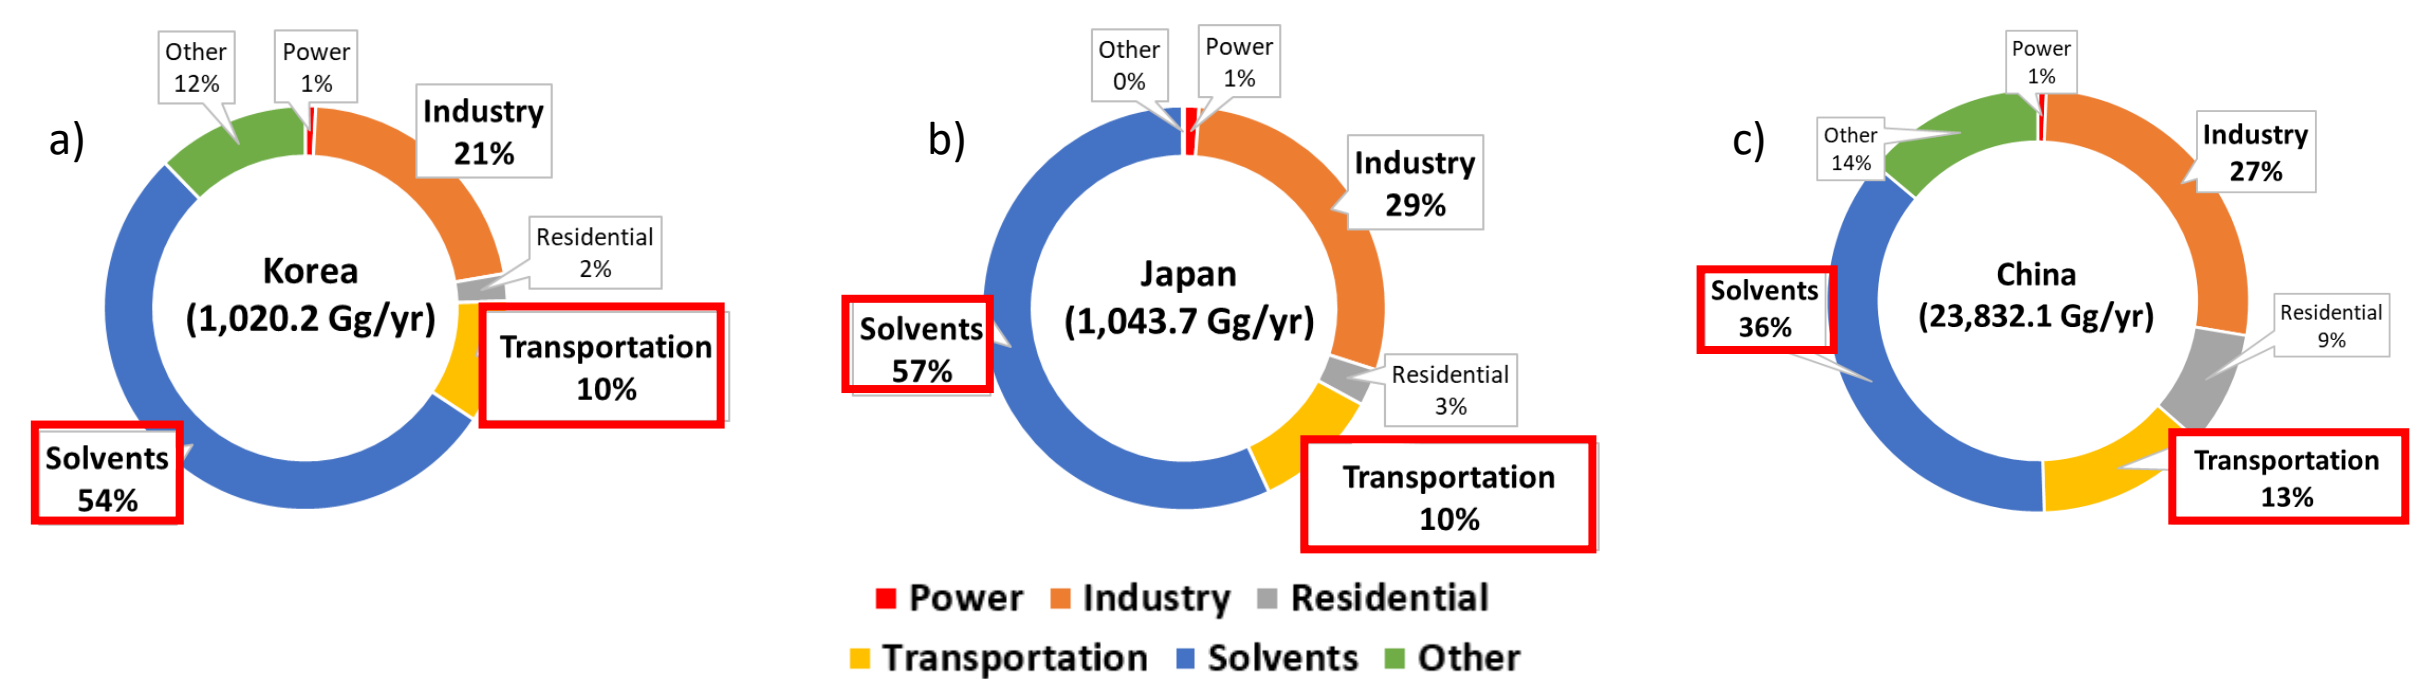 a)
Other
12%
Power
1%
Industry
21%
Residential
2%
Korea
(1,020.2 Gg/yr)
Transportation
10%
Solvents
54%
b)
Other
0%
Power
1%
Industry
29%
Japan
(1,043.7 Gg/yr)
Residential
3%
Solvents
57%
Transportation
10%
c)
Power
1%
Other
14%
Industry
27%
China
(23,832.1 Gg/yr)
Solvents
36%
Residential
9%
Transportation
13%
Power Industry Residential
Transportation Solvents Other